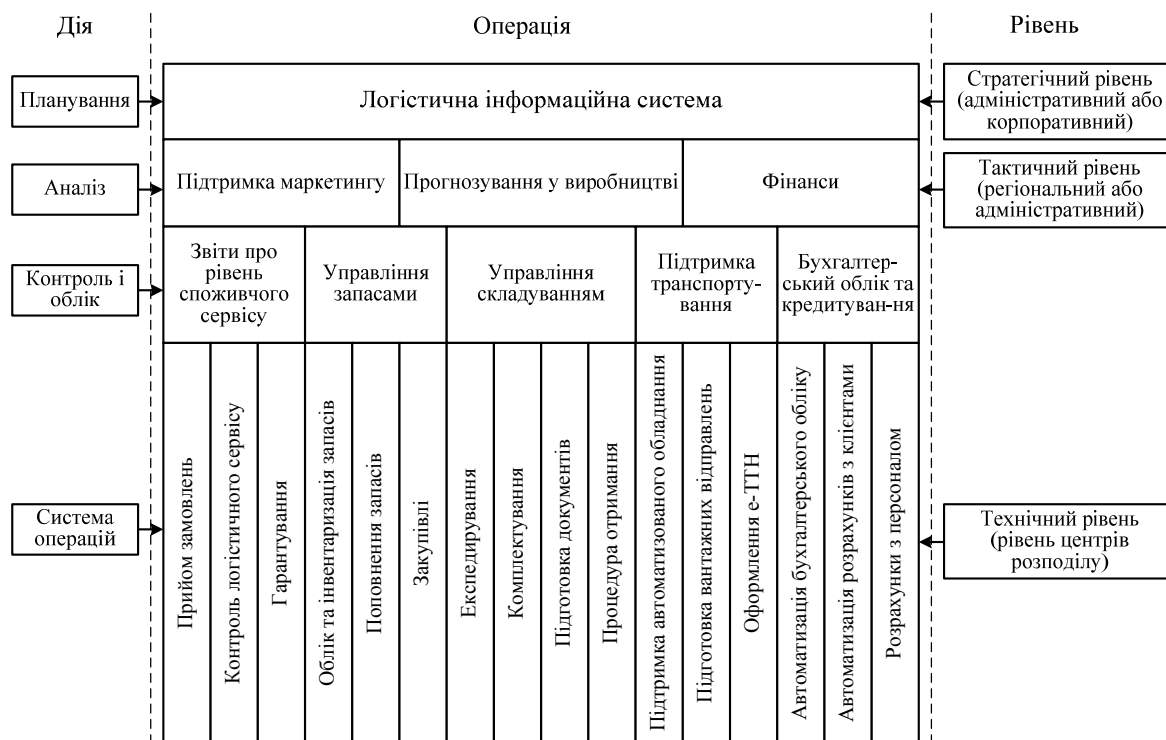 Дія
Операція
Рівень
Планування
Логістична інформаційна система
Стратегічний рівень
(адміністративний або
корпоративний)
Аналіз
Підтримка маркетингу
Прогнозування у виробництві
Фінанси
Тактичний рівень
(регіональний або
адміністративний)
Контроль і
облік
Звіти про
рівень
споживчого
сервісу
Управління
запасами
Управління
складуванням
Підтримка
транспорту-
вання
Бухгалтер-
ський облік та
кредитуван-ня
Система
операцій
Прийом замовлень
Контроль логістичного сервісу
Гарантування
Облік та інвентаризація запасів
Поповнення запасів
Закупівлі
Експедирування
Комплектування
Підготовка документів
Процедура отримання
Підтримка автоматизованого обладнання
Підготовка вантажних відправлень
Оформлення е-ТТН
Автоматизація бухгалтерського обліку
Автоматизація розрахунків з клієнтами
Розрахунки з персоналом
Технічний рівень
(рівень центрів
розподілу)